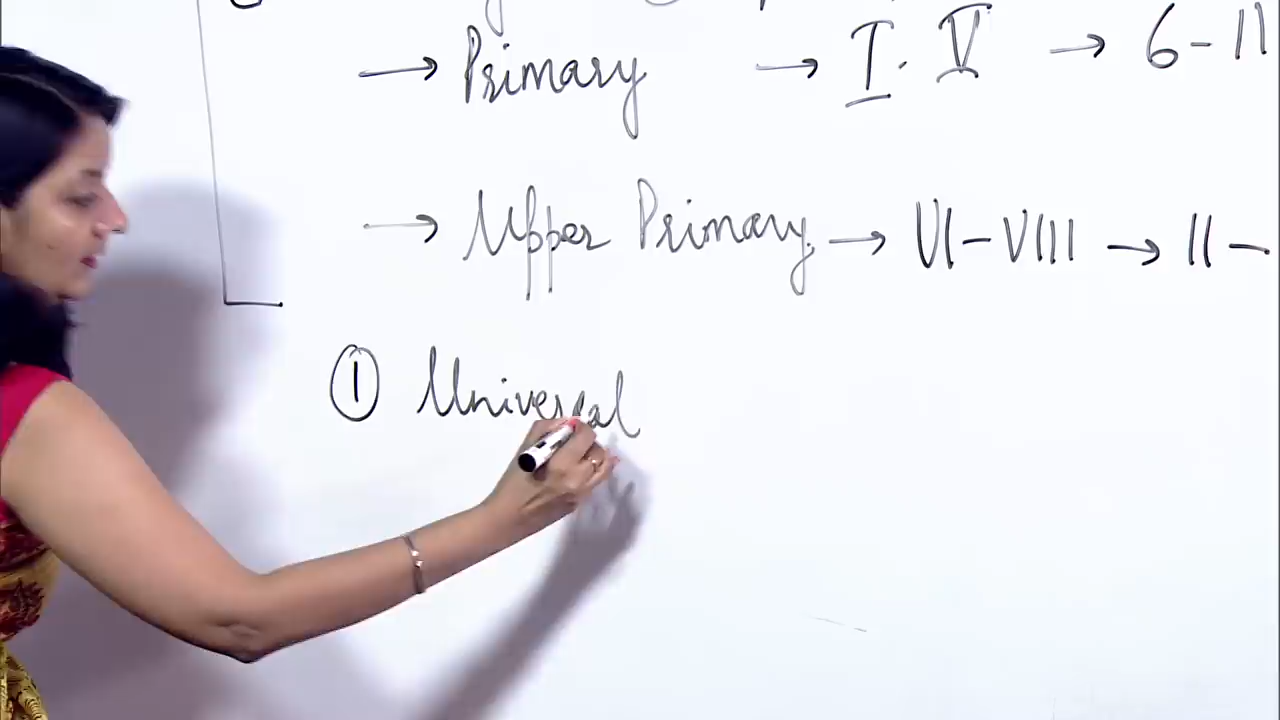 → Primary → I. V → 6-11
→ Upper Primary → VI-VIII → 11-
① Universal